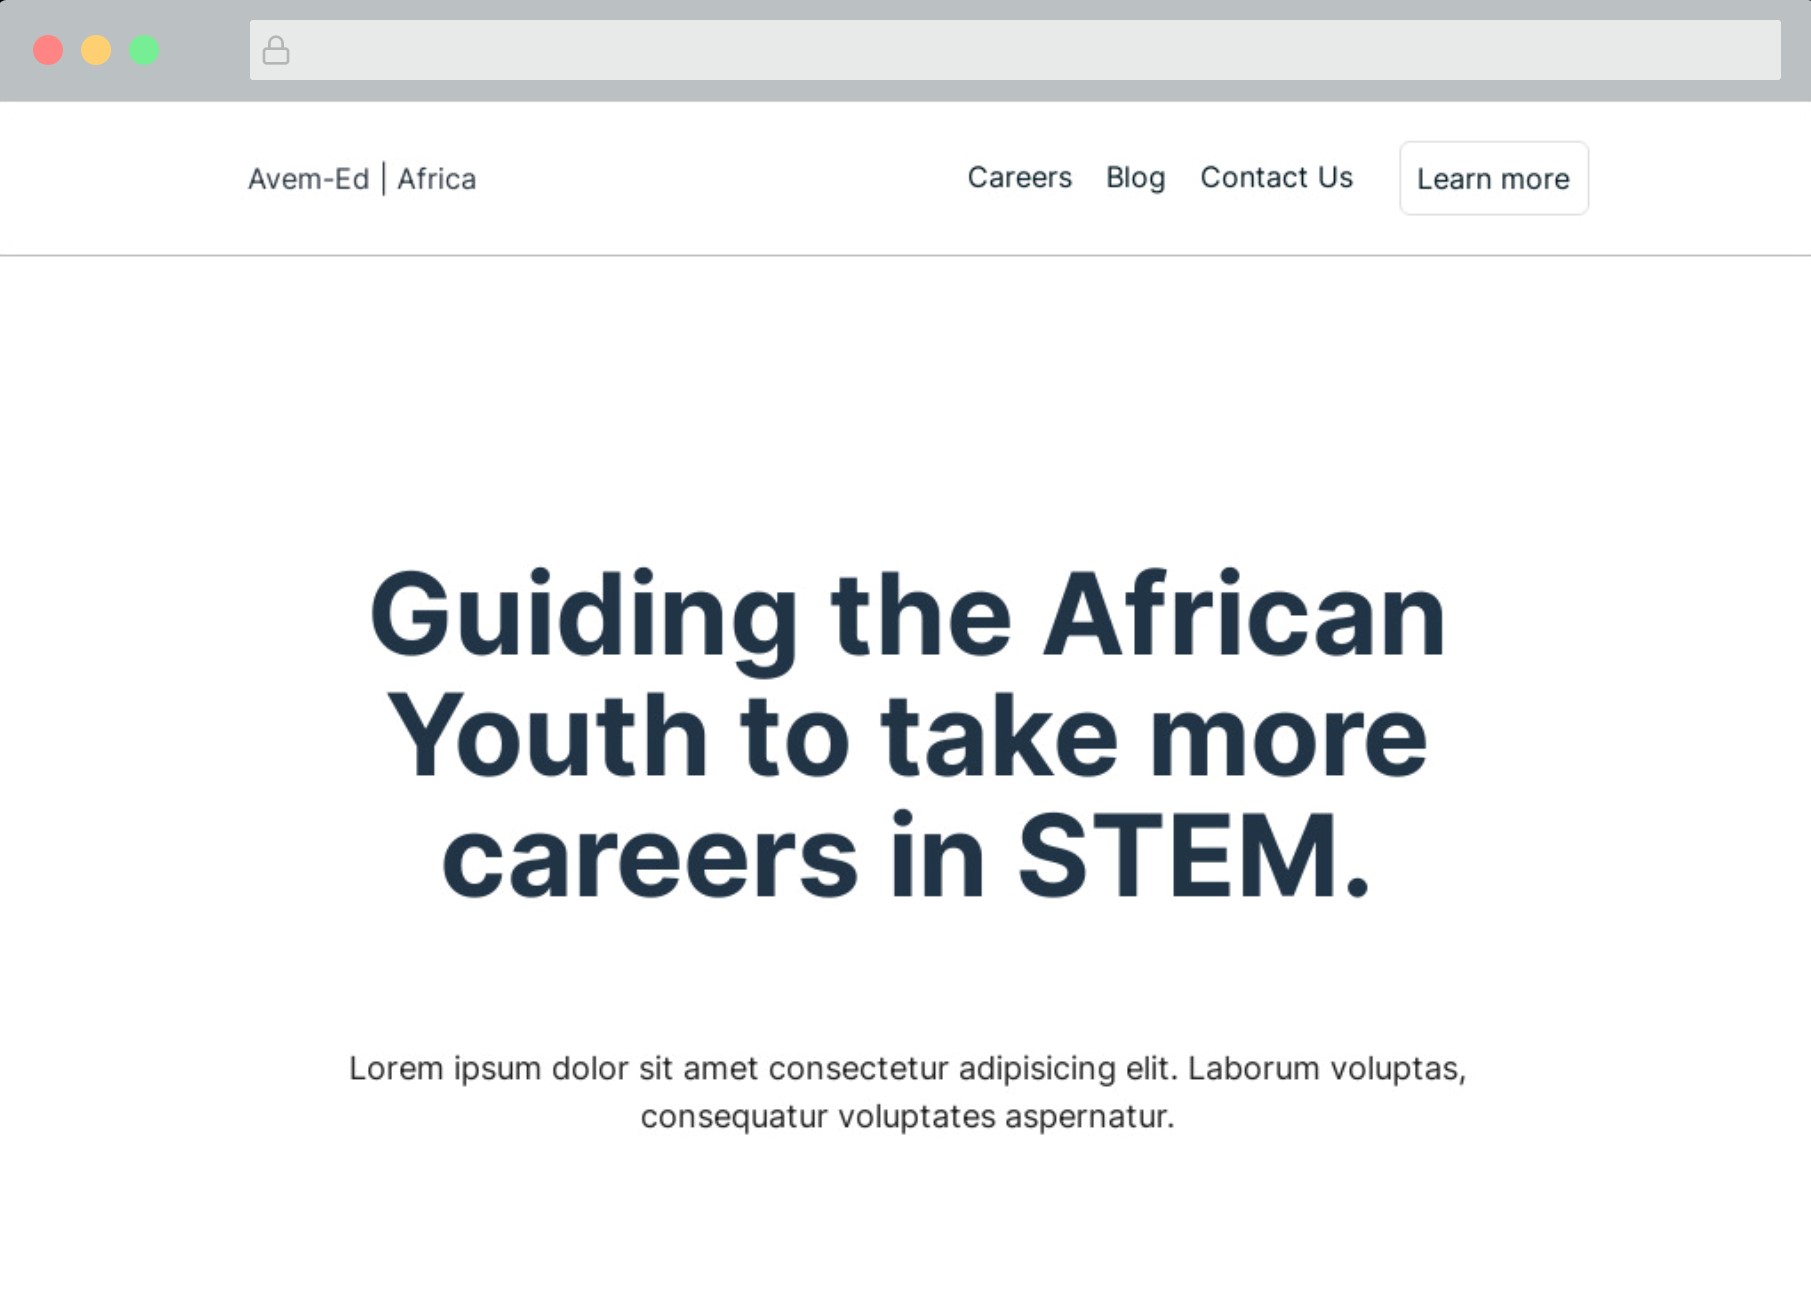 Avem-Ed | Africa
Careers Blog Contact Us Learn more
Guiding the African
Youth to take more
careers in STEM.
Lorem ipsum dolor sit amet consectetur adipisicing elit. Laborum voluptas,
consequatur voluptates aspernatur.